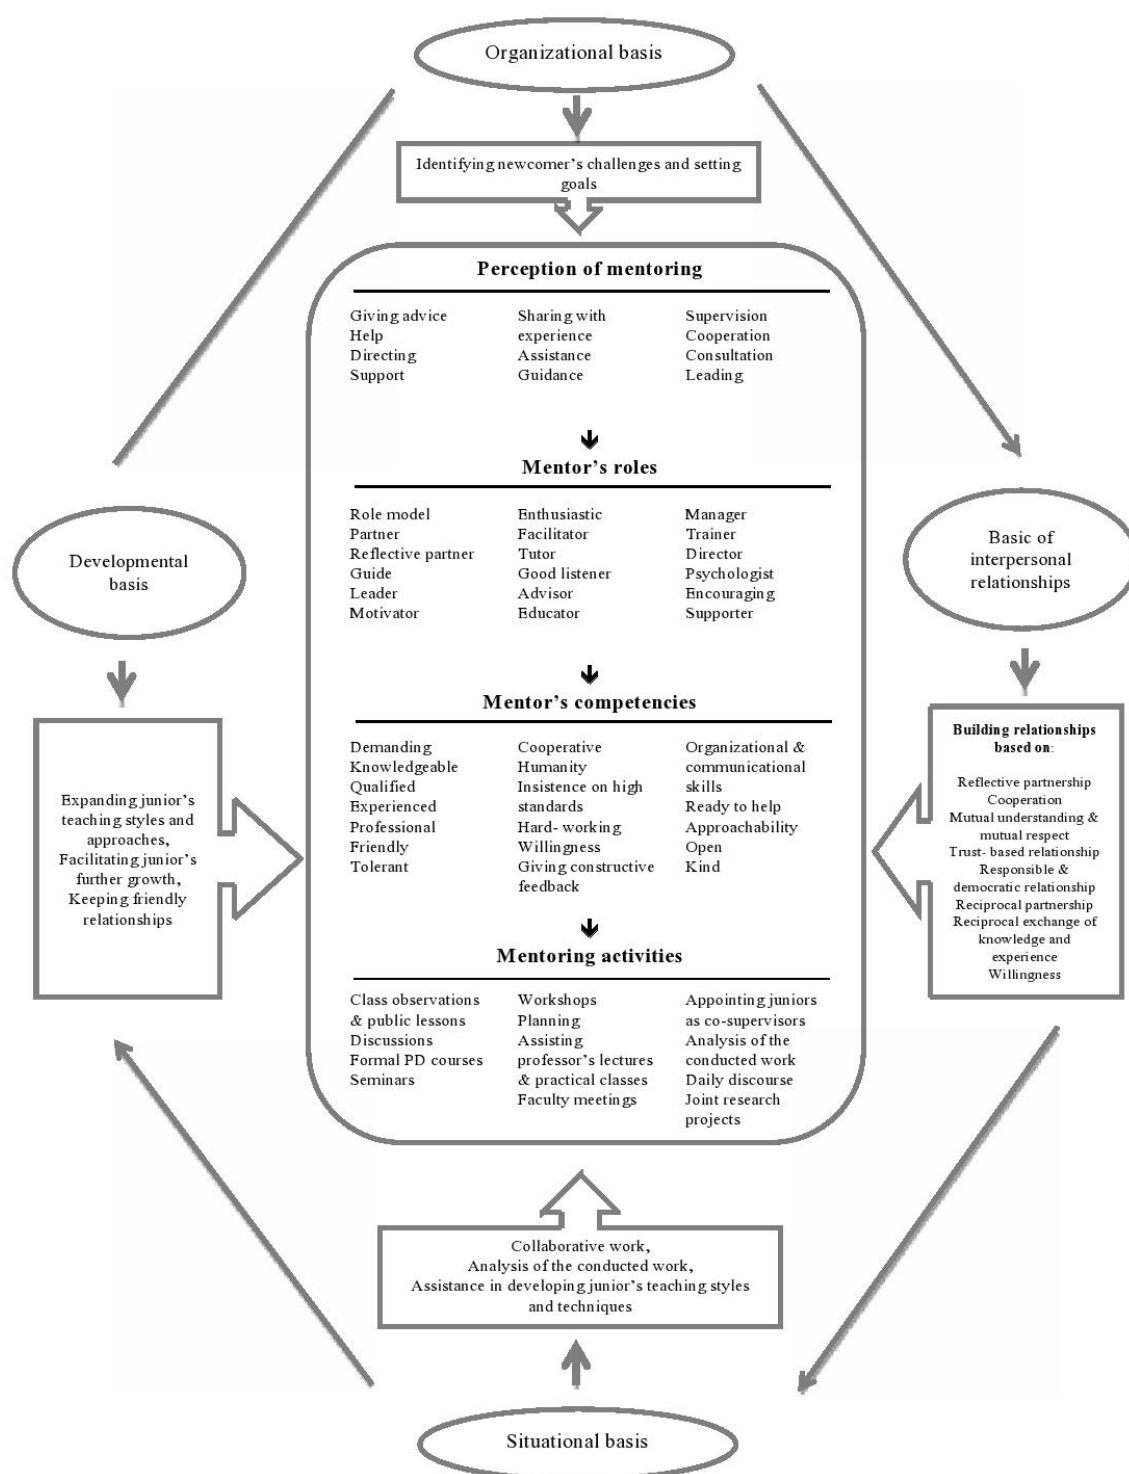 Organizational basis
Identifying newcomer's challenges and setting
goals
Perception of mentoring
Giving advice
Help
Directing
Support
Sharing with
experience
Assistance
Guidance
Supervision
Cooperation
Consultation
Leading
Mentor's roles
Role model
Partner
Reflective partner
Guide
Leader
Motivator
Enthusiastic
Facilitator
Tutor
Good listener
Advisor
Educator
Manager
Trainer
Director
Psychologist
Encouraging
Supporter
Developmental
basis
Basic of
interpersonal
relationships
Mentor's competencies
Demanding
Knowledgeable
Qualified
Experienced
Professional
Friendly
Tolerant
Cooperative
Humanity
Insistence on high
standards
Hard- working
Willingness
Giving constructive
feedback
Organizational &
communicational
skills
Ready to help
Approachability
Open
Kind
Expanding junior's
teaching styles and
approaches,
Facilitating junior's
further growth,
Keeping friendly
relationships
Building relationships
based on:
Reflective partnership
Cooperation
Mutual understanding &
mutual respect
Trust- based relationship
Responsible &
democratic relationship
Reciprocal partnership
Reciprocal exchange of
knowledge and
experience
Willingness
Mentoring activities
Class observations
& public lessons
Discussions
Formal PD courses
Seminars
Workshops
Planning
Assisting
professor's lectures
& practical classes
Faculty meetings
Appointing juniors
as co-supervisors
Analysis of the
conducted work
Daily discourse
Joint research
projects
Collaborative work,
Analysis of the conducted work,
Assistance in developing junior's teaching styles
and techniques
Situational basis